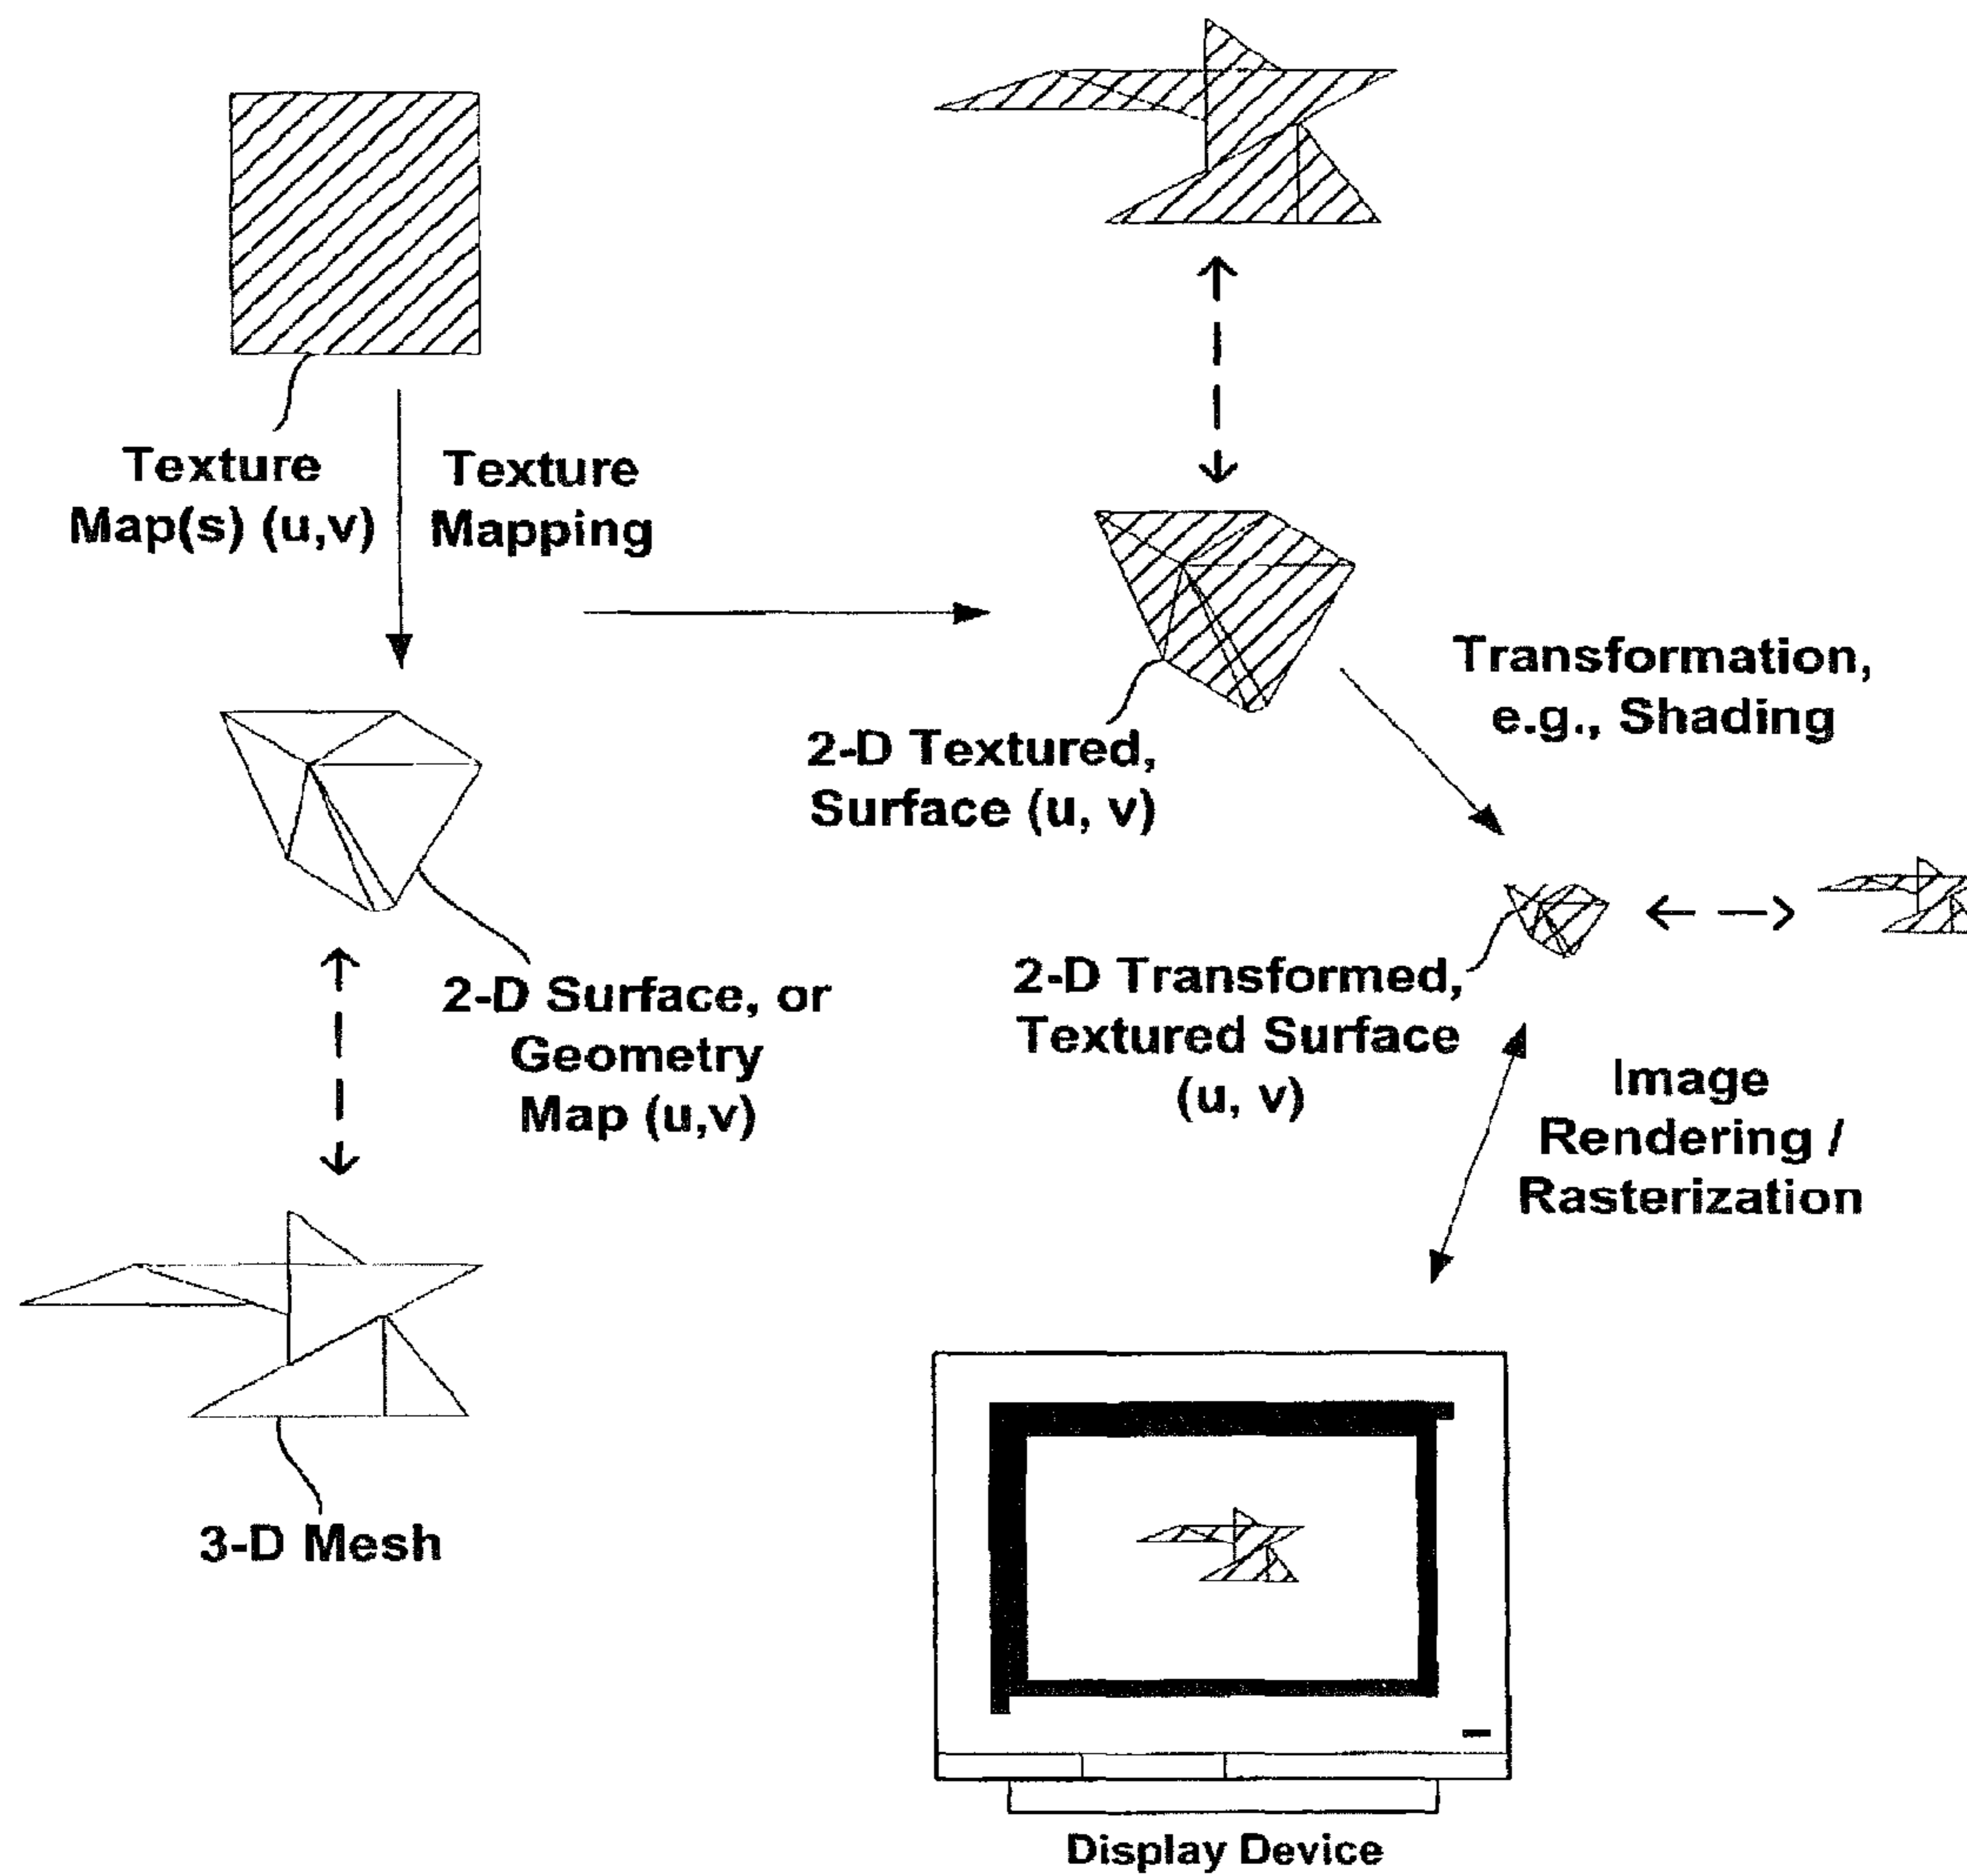 Texture
Map(s) (u,v)
Texture
Mapping
2-D Surface, or
Geometry
Map (u,v)
3-D Mesh
2-D Textured,
Surface (u, v)
Transformation,
e.g., Shading
2-D Transformed,
Textured Surface
(u, v)
Image
Rendering /
Rasterization
Display Device